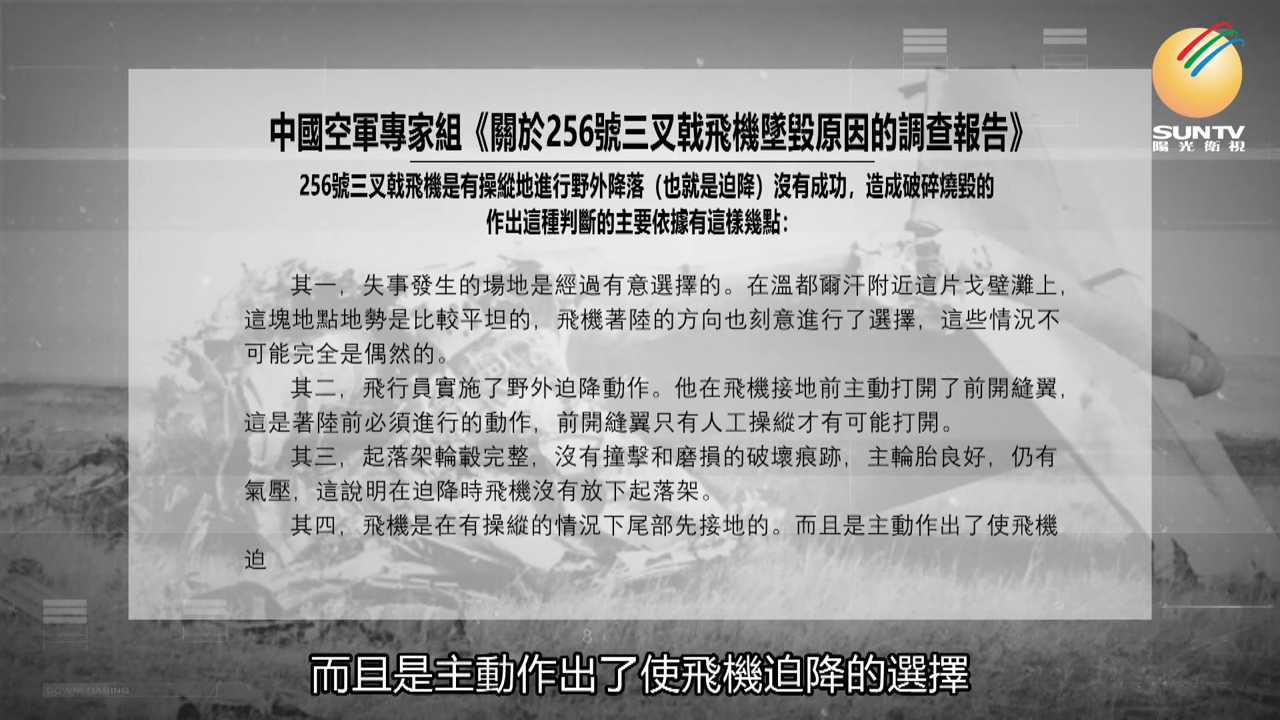 SUNTV
陽光衛視
中國空軍專家組《關於256號三叉戟飛機墜毀原因的調查報告》
256號三叉戟飛機是有操縱地進行野外降落（也就是迫降）沒有成功，造成破碎燒毀的
作出這種判斷的主要依據有這樣幾點：
其一，失事發生的場地是經過有意選擇的。在溫都爾汗附近這片戈壁灘上，
這塊地點地勢是比較平坦的，飛機著陸的方向也刻意進行了選擇，這些情況不
可能完全是偶然的。
其二，飛行員實施了野外迫降動作。他在飛機接地前主動打開了前開縫翼，
這是著陸前必須進行的動作，前開縫翼只有人工操縱才有可能打開。
其三，起落架輪轂完整，沒有撞擊和磨損的破壞痕跡，主輪胎良好，仍有
氣壓，這說明在迫降時飛機沒有放下起落架。
其四，飛機是在有操縱的情況下尾部先接地的。而且是主動作出了使飛機
迫
8
而且是主動作出了使飛機迫降的選擇
DOWNLOADING